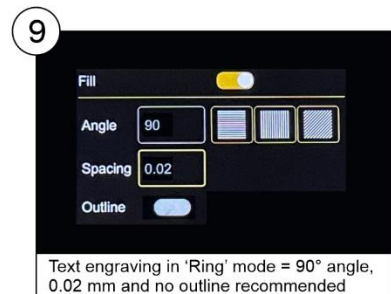 9
Fill
Angle 90
Spacing 0.02
Outline
Text engraving in ‘Ring’ mode = 90° angle,
0.02 mm and no outline recommended